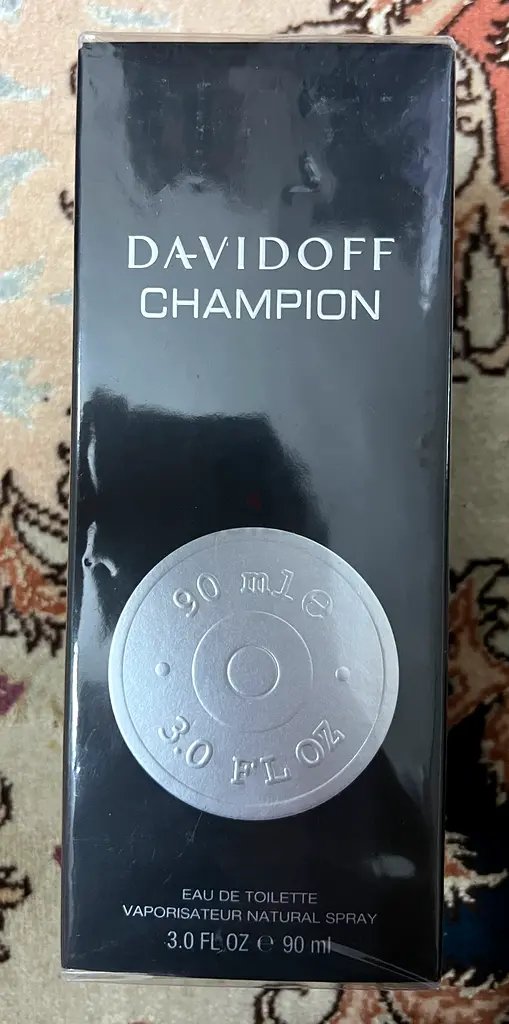 DAVIDOFF
CHAMPION
90 ml ℮
3.0 FL OZ
EAU DE TOILETTE
VAPORISATEUR NATURAL SPRAY
3.0 FL OZ ℮ 90 ml